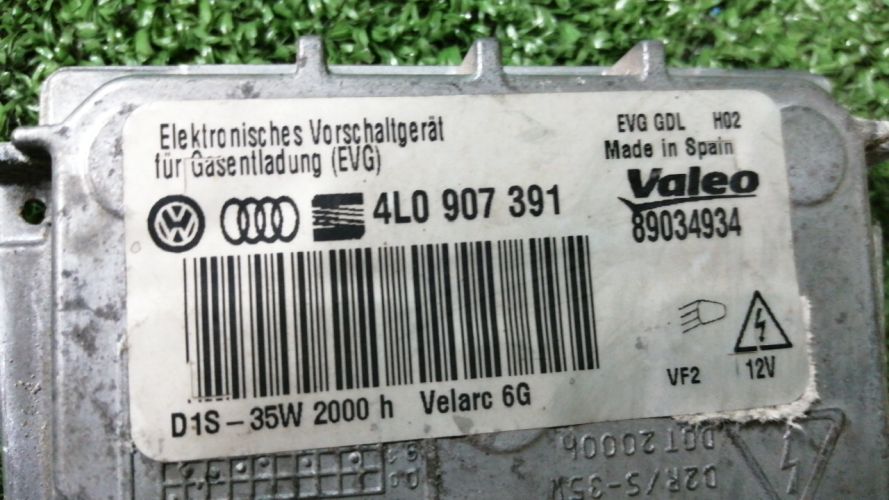 Elektronisches Vorschaltgerät
für Gasentladung (EVG)
EVG GDL H02
Made in Spain
4L0 907 391
Valeo
89034934
VF2
12V
D1S-35W 2000 h Velarc 6G
DOT 2000h
D2R/S-35W